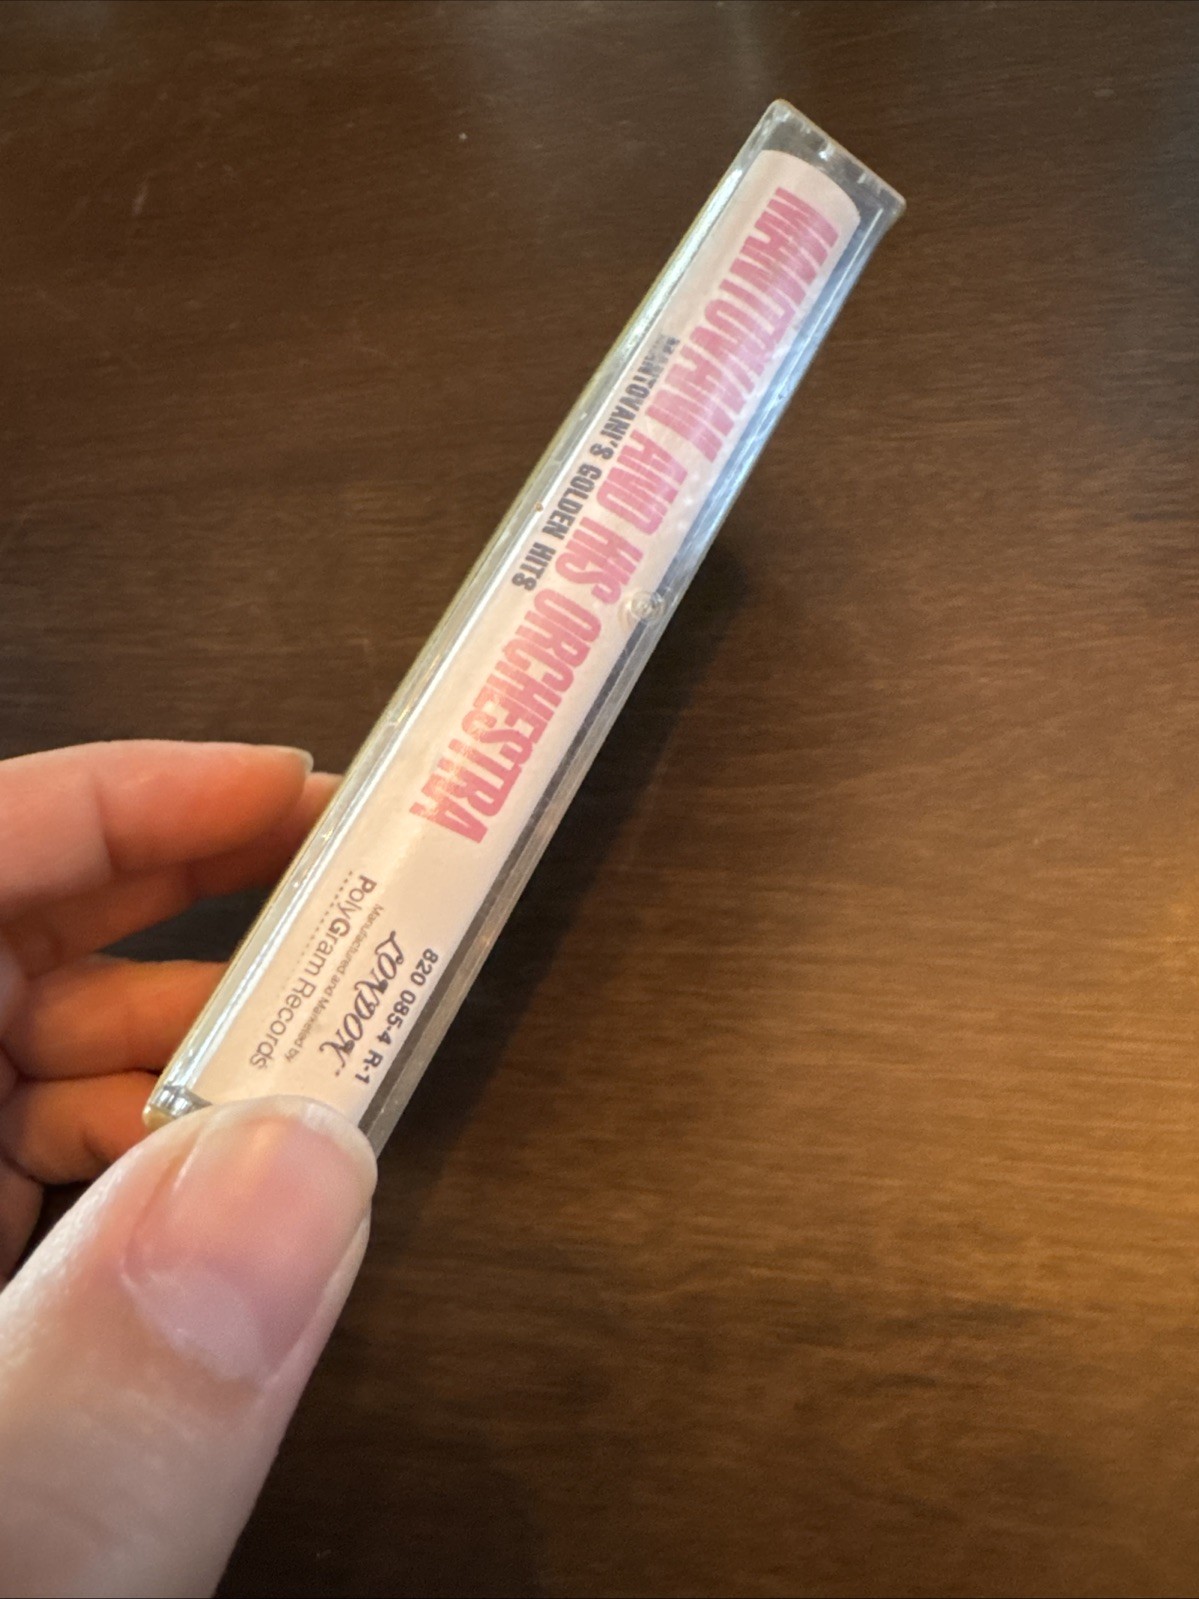 MANTOVANI AND HIS ORCHESTRA
MANTOVANI'S GOLDEN HITS
820 085-4 R-1
LONDON
Manufactured and Marketed by
PolyGram Records